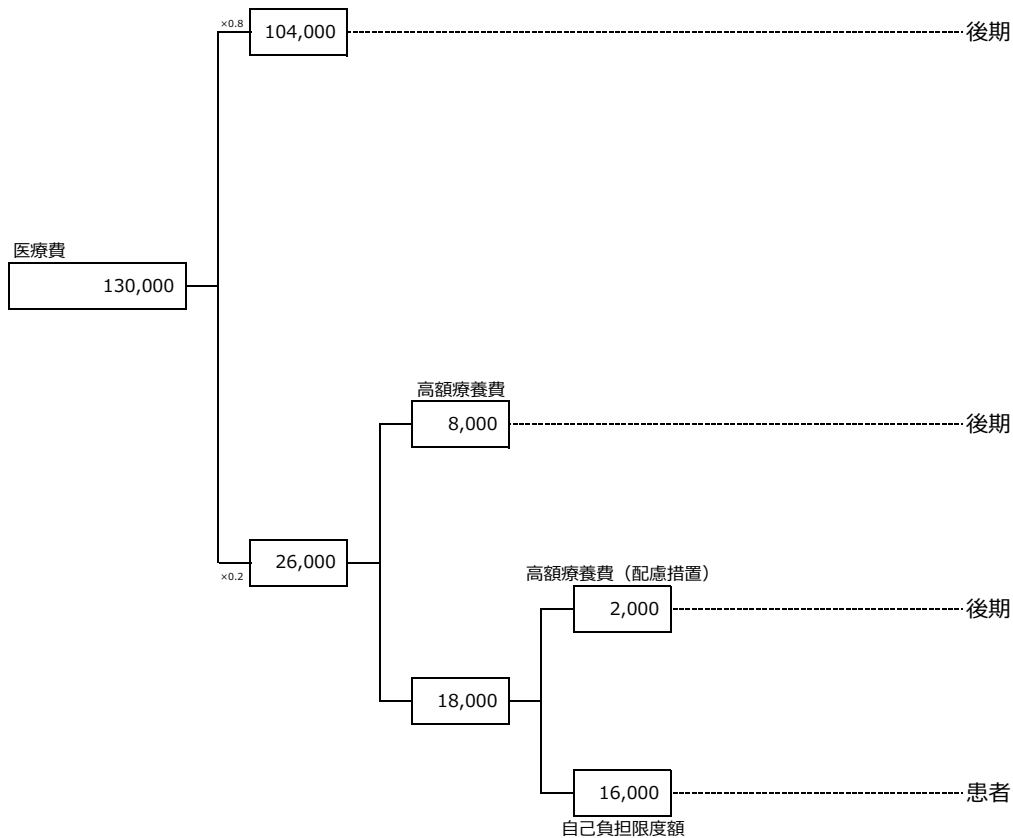 ×0.8
104,000
後期
医療費
130,000
高額療養費
8,000
後期
×0.2
26,000
高額療養費（配慮措置）
2,000
後期
18,000
16,000
患者
自己負担限度額